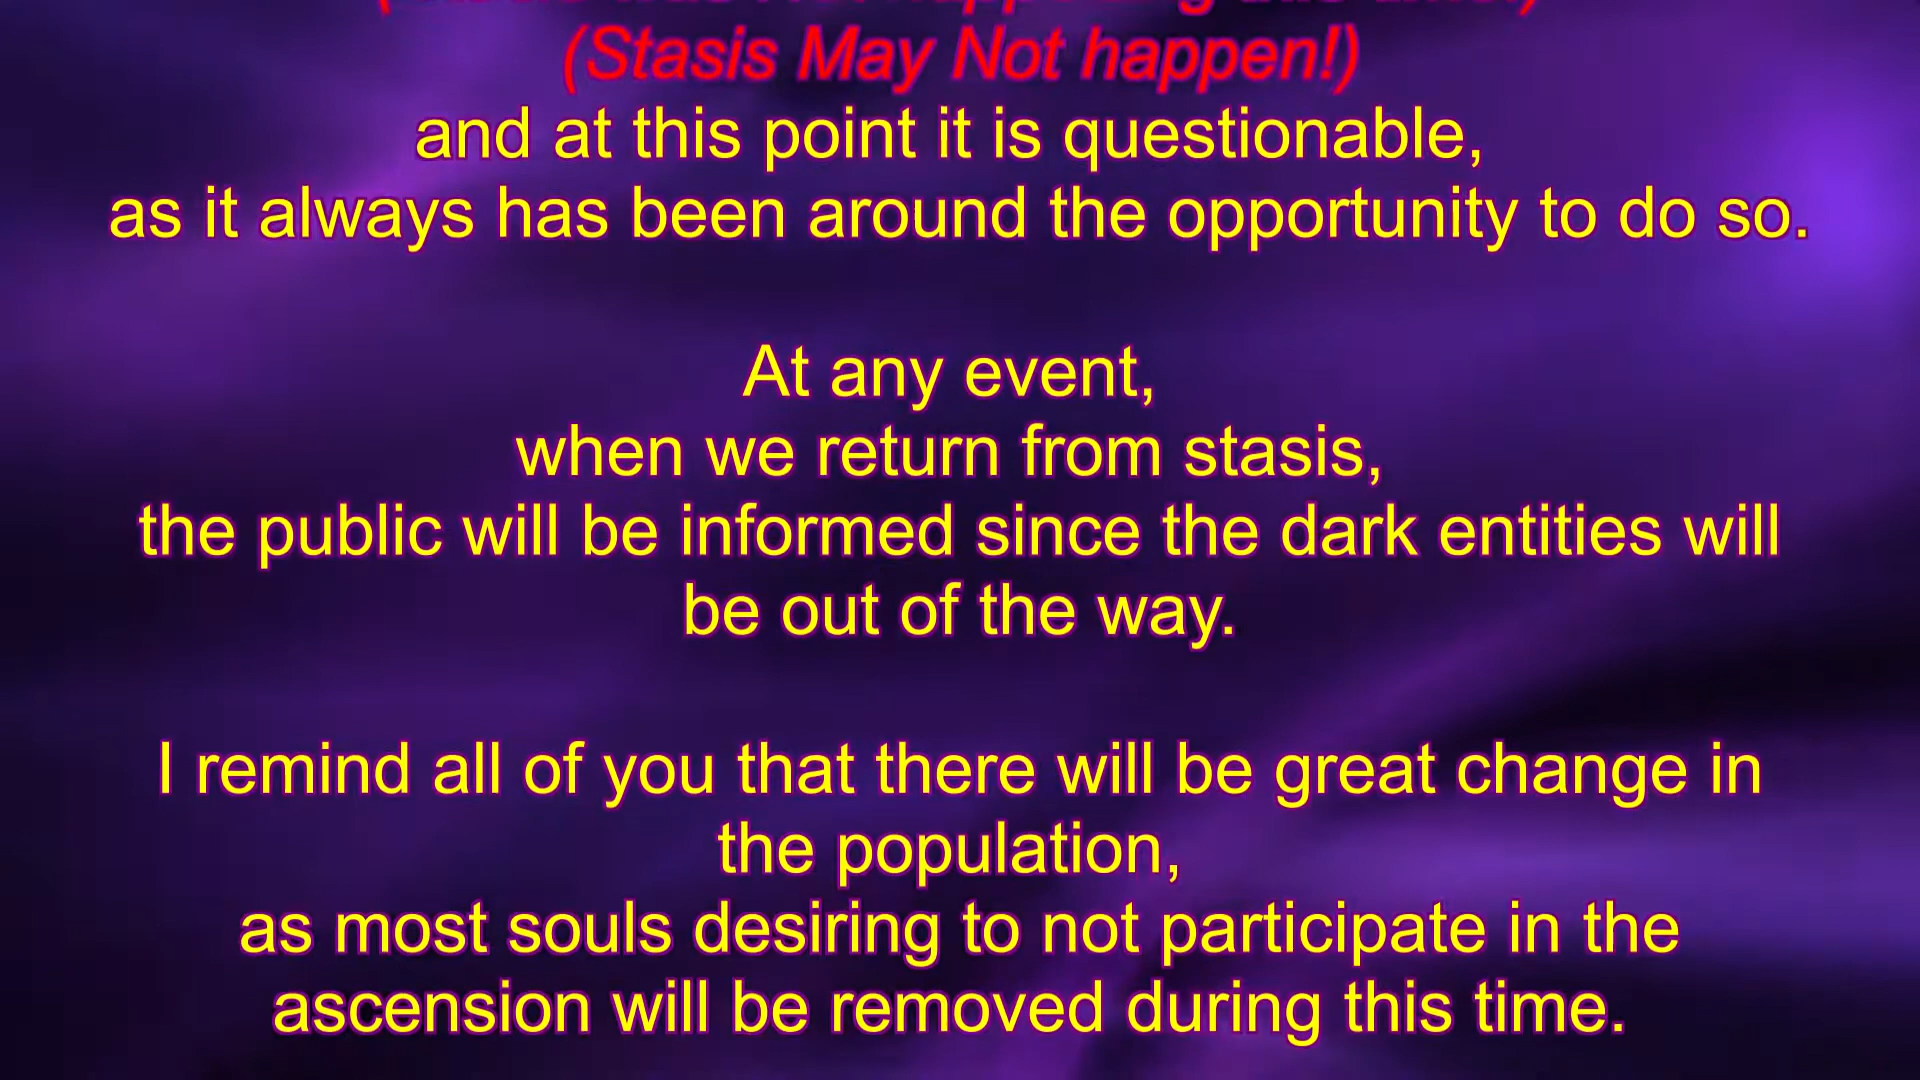 (Stasis May Not happen!)
and at this point it is questionable,
as it always has been around the opportunity to do so.
At any event,
when we return from stasis,
the public will be informed since the dark entities will
be out of the way.
I remind all of you that there will be great change in
the population,
as most souls desiring to not participate in the
ascension will be removed during this time.